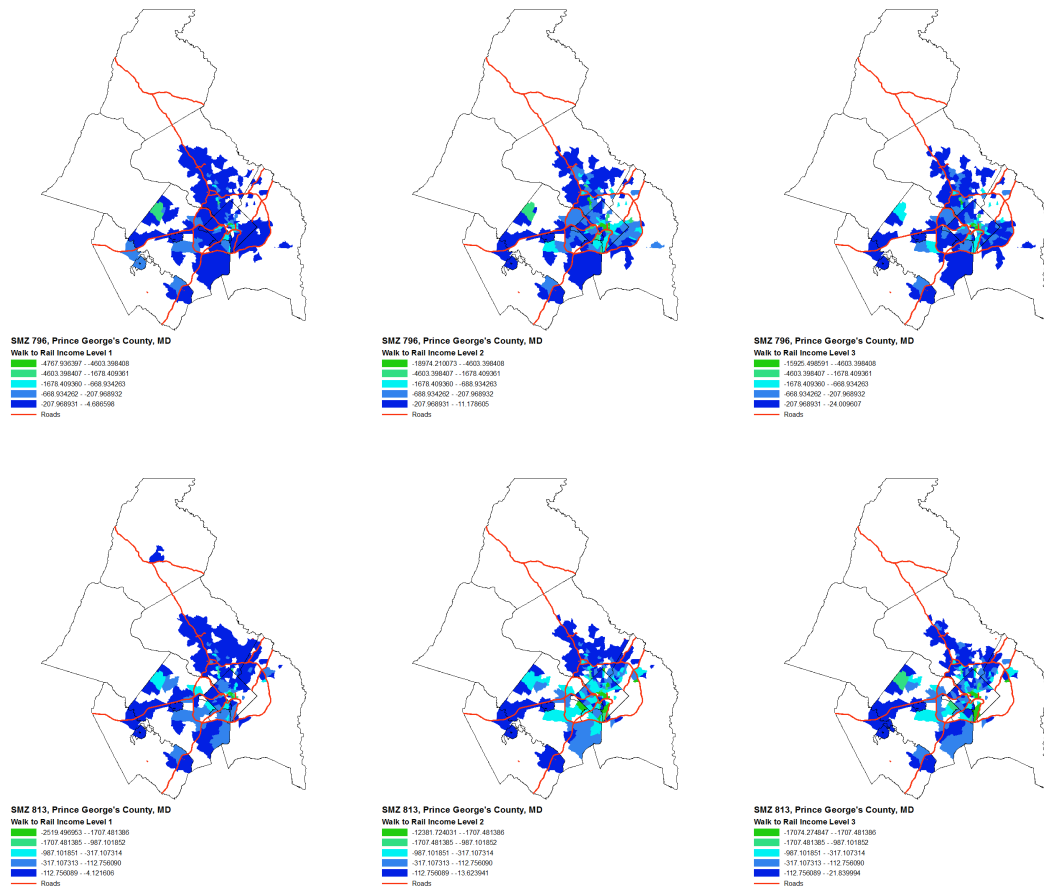 SMZ 796, Prince George's County, MD
Walk to Rail Income Level 1
-4767.936397 - -4603.398408
-4603.398407 - -1678.409361
-1678.409360 - -668.934263
-668.934262 - -207.968932
-207.968931 - -4.686598
Roads
SMZ 796, Prince George's County, MD
Walk to Rail Income Level 2
-18974.210073 - -4603.398408
-4603.398407 - -1678.409361
-1678.409360 - -688.934263
-688.934262 - -207.968932
-207.968931 - -11.178605
Roads
SMZ 796, Prince George's County, MD
Walk to Rail Income Level 3
-15925.498591 - -4603.398408
-4603.398407 - -1678.409361
-1678.409360 - -668.934263
-668.934262 - -207.968932
-207.968931 - -24.009607
Roads
SMZ 813, Prince George's County, MD
Walk to Rail Income Level 1
-2519.496953 - -1707.481386
-1707.481385 - -987.101852
-987.101851 - -317.107314
-317.107313 - -112.756090
-112.756089 - -4.121606
Roads
SMZ 813, Prince George's County, MD
Walk to Rail Income Level 2
-12381.724031 - -1707.481386
-1707.481385 - -987.101852
-987.101851 - -317.107314
-317.107313 - -112.756090
-112.756089 - -13.623941
Roads
SMZ 813, Prince George's County, MD
Walk to Rail Income Level 3
-17074.274847 - -1707.481386
-1707.481385 - -987.101852
-987.101851 - -317.107314
-317.107313 - -112.756090
-112.756089 - -21.839994
Roads